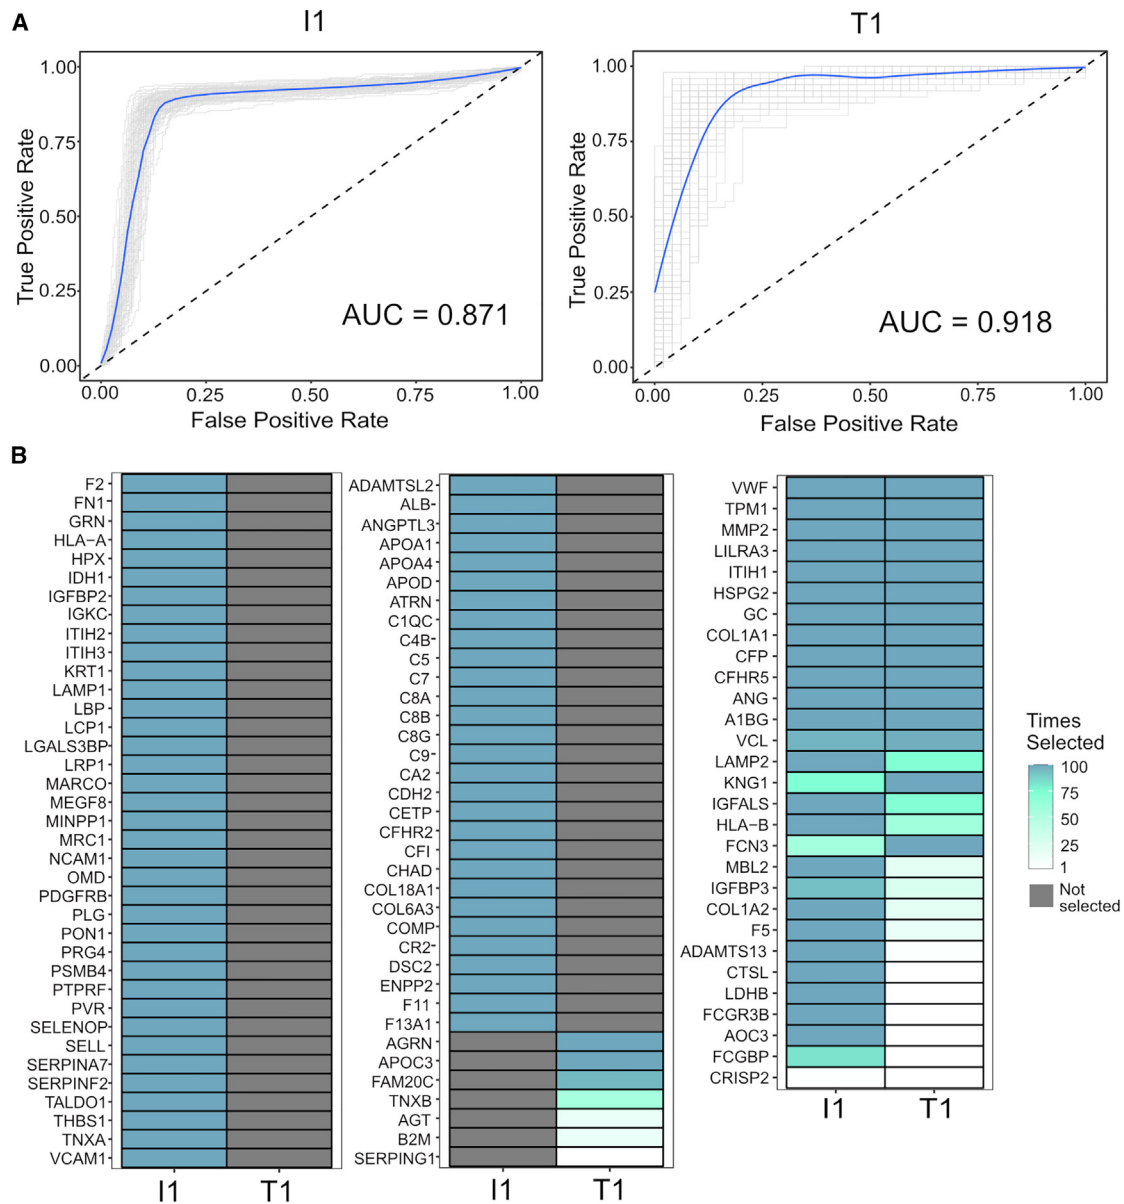 A
I1
T1
1.00
0.75
0.50
0.25
0.00
True Positive Rate
AUC = 0.871
0.00
0.25
0.50
0.75
1.00
False Positive Rate
1.00
0.75
0.50
0.25
0.00
True Positive Rate
AUC = 0.918
0.00
0.25
0.50
0.75
1.00
False Positive Rate
B
F2
FN1
GRN
HLA−A
HPX
IDH1
IGFBP2
IGKC
ITIH2
ITIH3
KRT1
LAMP1
LBP
LCP1
LGALS3BP
LRP1
MARCO
MEGF8
MINPP1
MRC1
NCAM1
OMD
PDGFRB
PLG
PON1
PRG4
PSMB4
PTPRF
PVR
SELENOP
SELL
SERPINA7
SERPINF2
TALDO1
THBS1
TNXA
VCAM1
I1
T1
ADAMTSL2
ALB
ANGPTL3
APOA1
APOA4
APOD
ATRN
C1QC
C4B
C5
C7
C8A
C8B
C8G
C9
CA2
CDH2
CETP
CFHR2
CFI
CHAD
COL18A1
COL6A3
COMP
CR2
DSC2
ENPP2
F11
F13A1
AGRN
APOC3
FAM20C
TNXB
AGT
B2M
SERPING1
I1
T1
VWF
TPM1
MMP2
LILRA3
ITIH1
HSPG2
GC
COL1A1
CFP
CFHR5
ANG
A1BG
VCL
LAMP2
KNG1
IGFALS
HLA−B
FCN3
MBL2
IGFBP3
COL1A2
F5
ADAMTS13
CTSL
LDHB
FCGR3B
AOC3
FCGBP
CRISP2
I1
T1
Times
Selected
100
75
50
25
1
Not
selected